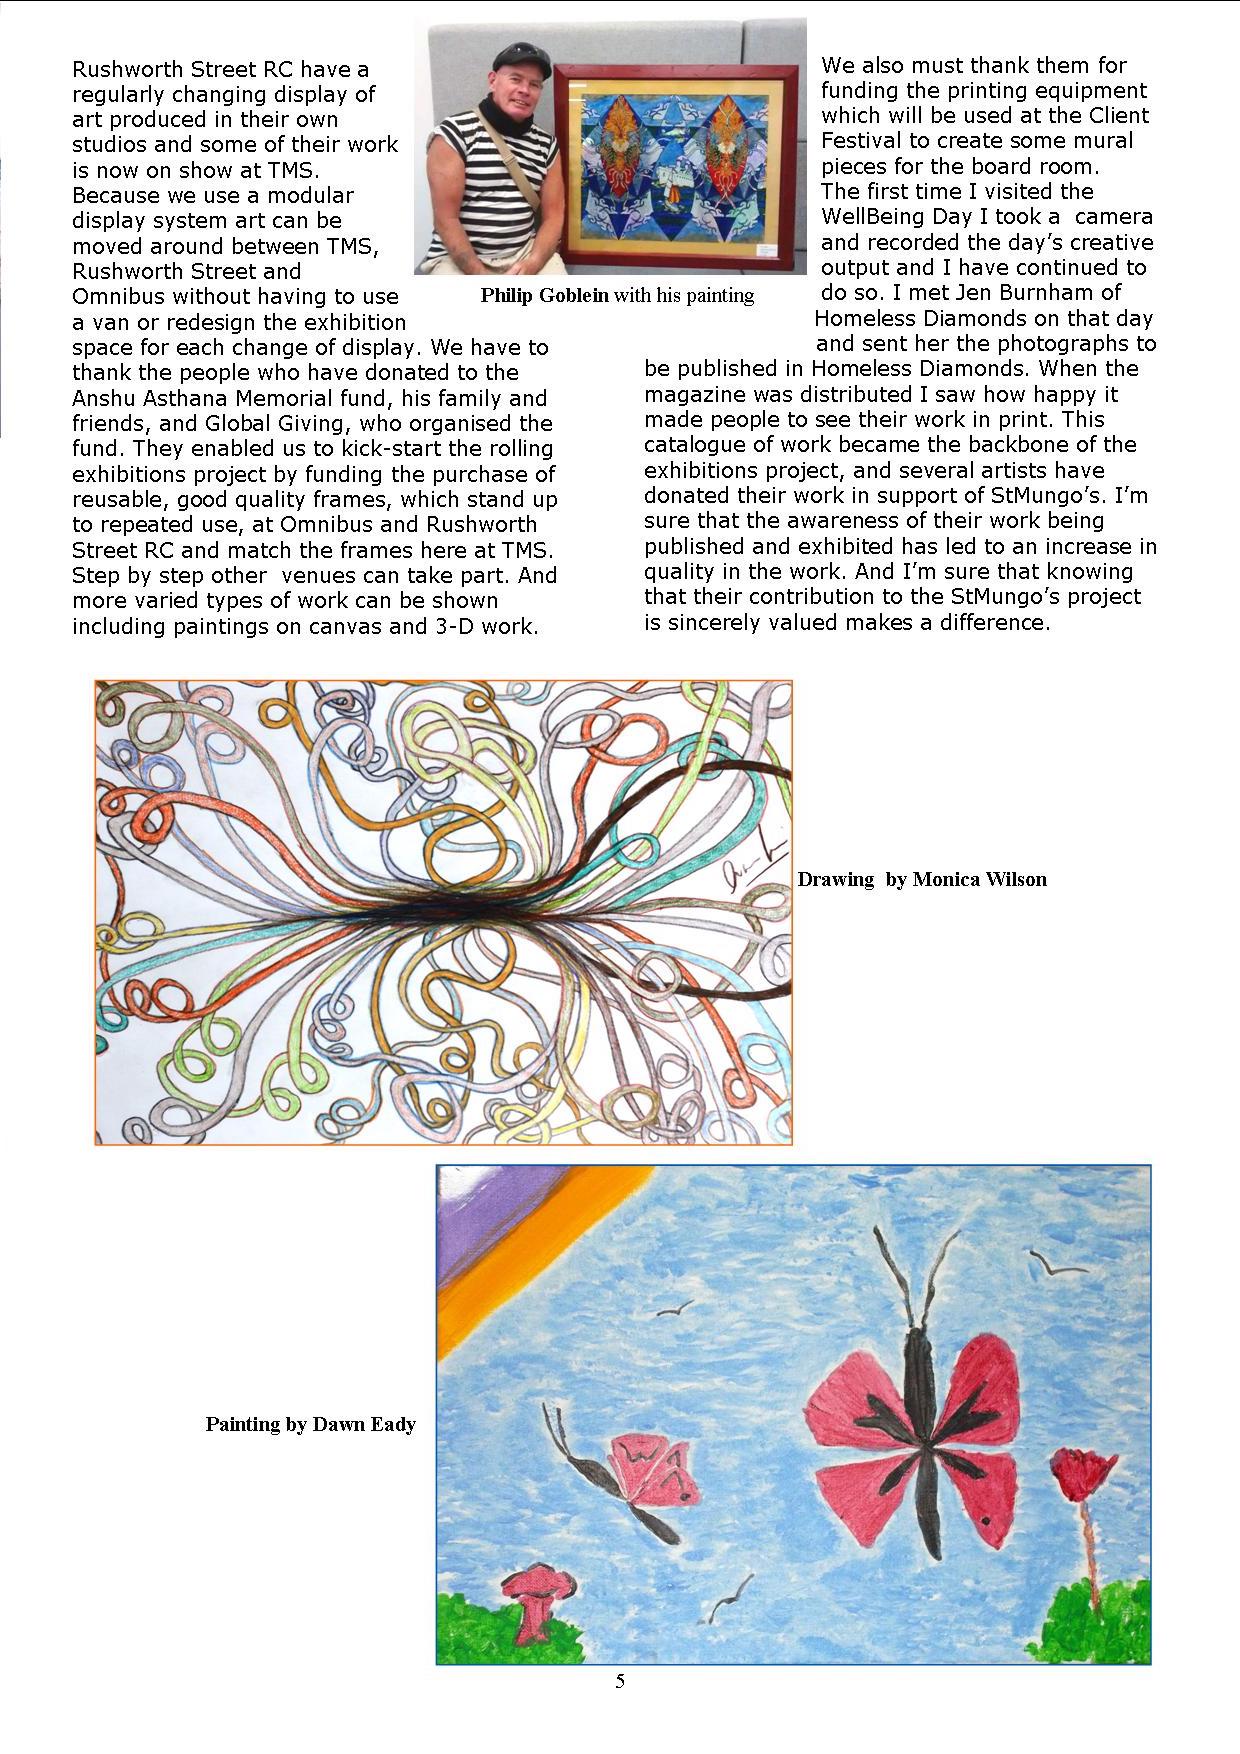 Rushworth Street RC have a
regularly changing display of
art produced in their own
studios and some of their work
is now on show at TMS.
Because we use a modular
display system art can be
moved around between TMS,
Rushworth Street and
Omnibus without having to use
a van or redesign the exhibition
space for each change of display. We have to
thank the people who have donated to the
Anshu Asthana Memorial fund, his family and
friends, and Global Giving, who organised the
fund. They enabled us to kick-start the rolling
exhibitions project by funding the purchase of
reusable, good quality frames, which stand up
to repeated use, at Omnibus and Rushworth
Street RC and match the frames here at TMS.
Step by step other  venues can take part. And
more varied types of work can be shown
including paintings on canvas and 3-D work.
Philip Goblein with his painting
We also must thank them for
funding the printing equipment
which will be used at the Client
Festival to create some mural
pieces for the board room.
The first time I visited the
WellBeing Day I took a  camera
and recorded the day’s creative
output and I have continued to
do so. I met Jen Burnham of
Homeless Diamonds on that day
and sent her the photographs to
be published in Homeless Diamonds. When the
magazine was distributed I saw how happy it
made people to see their work in print. This
catalogue of work became the backbone of the
exhibitions project, and several artists have
donated their work in support of StMungo’s. I’m
sure that the awareness of their work being
published and exhibited has led to an increase in
quality in the work. And I’m sure that knowing
that their contribution to the StMungo’s project
is sincerely valued makes a difference.
Drawing  by Monica Wilson
Painting by Dawn Eady
5